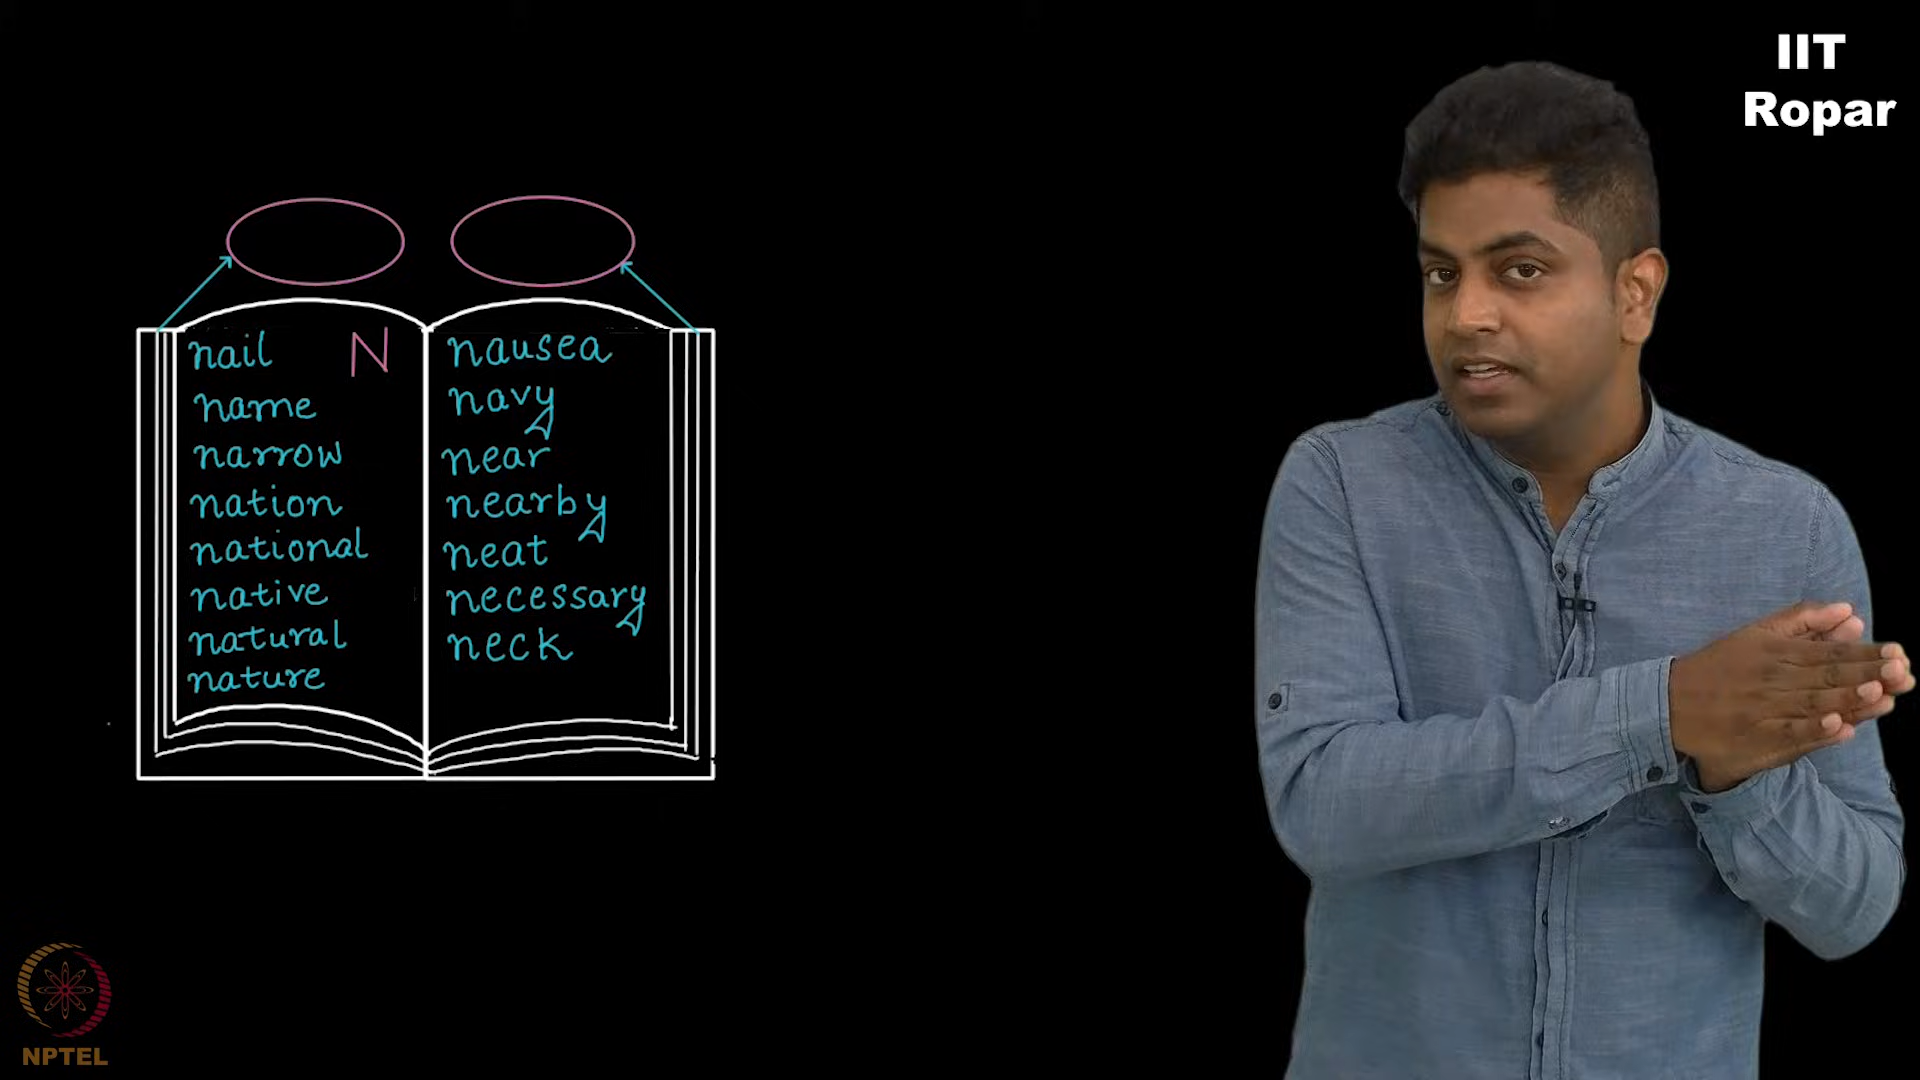 IIT
Ropar
nail N
name
narrow
nation
national
native
natural
nature
nausea
navy
near
nearby
neat
necessary
neck
NPTEL